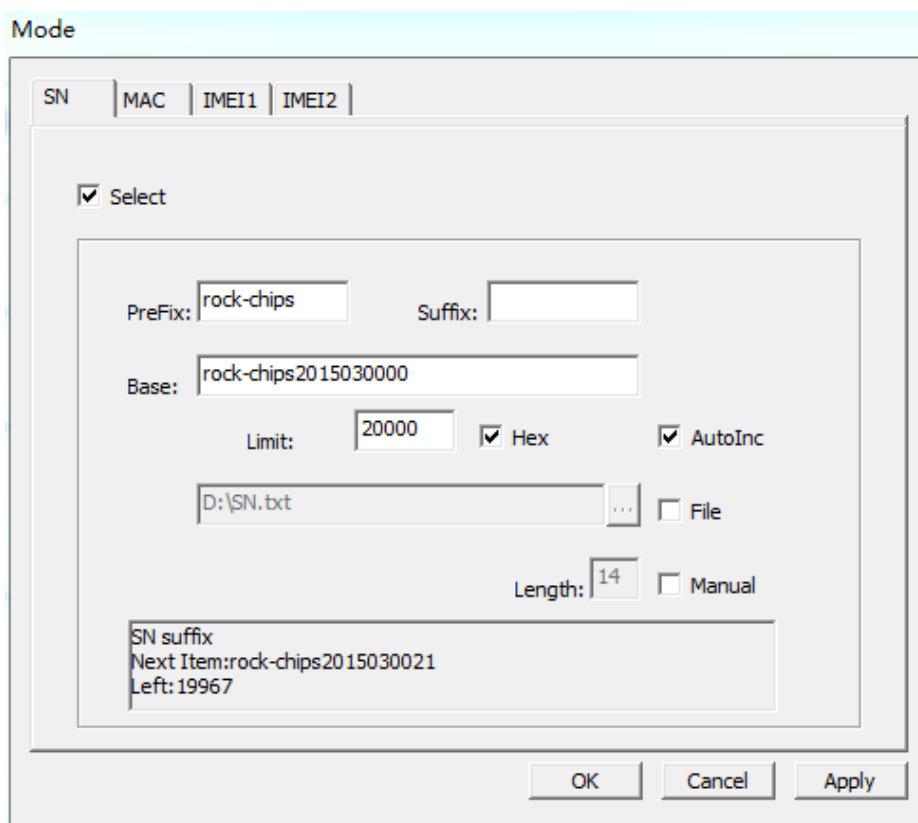 Mode
SN MAC IMEI1 IMEI2
Select
PreFix: rock-chips Suffix:
Base: rock-chips2015030000
Limit: 20000 Hex AutoInc
D:\SN.txt ... File
Length: 14 Manual
SN suffix
Next Item:rock-chips2015030021
Left:19967
OK Cancel Apply